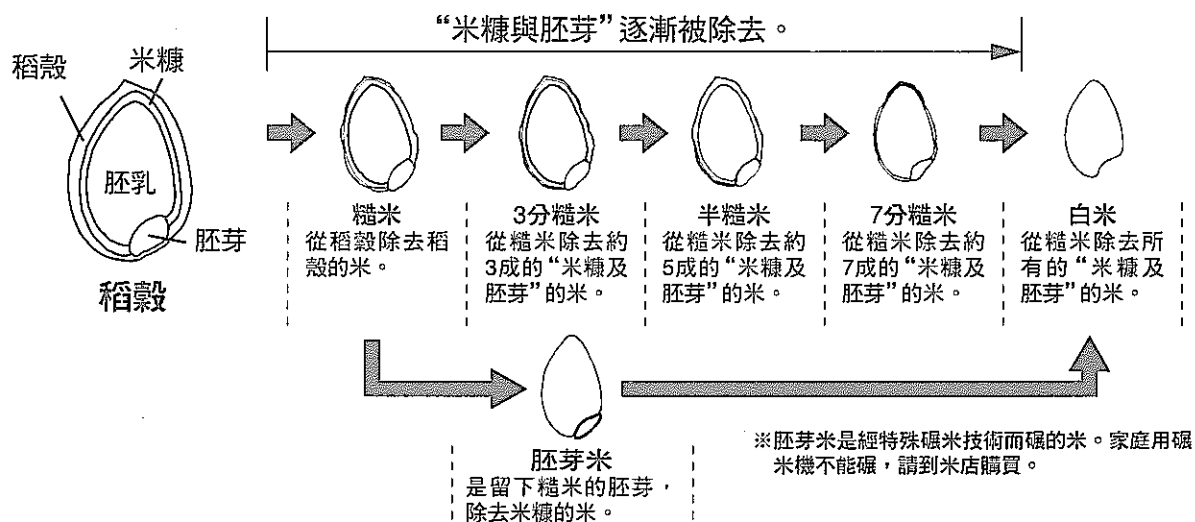 “米糠與胚芽”逐漸被除去。
稻殼
米糠
胚乳
胚芽
稻穀
糙米
從稻穀除去稻
殼的米。
3分糙米
從糙米除去約
3成的“米糠及
胚芽”的米。
半糙米
從糙米除去約
5成的“米糠及
胚芽”的米。
7分糙米
從糙米除去約
7成的“米糠及
胚芽”的米。
白米
從糙米除去所
有的“米糠及
胚芽”的米。
胚芽米
是留下糙米的胚芽，
除去米糠的米。
※胚芽米是經特殊碾米技術而碾的米。家庭用碾
米機不能碾，請到米店購買。